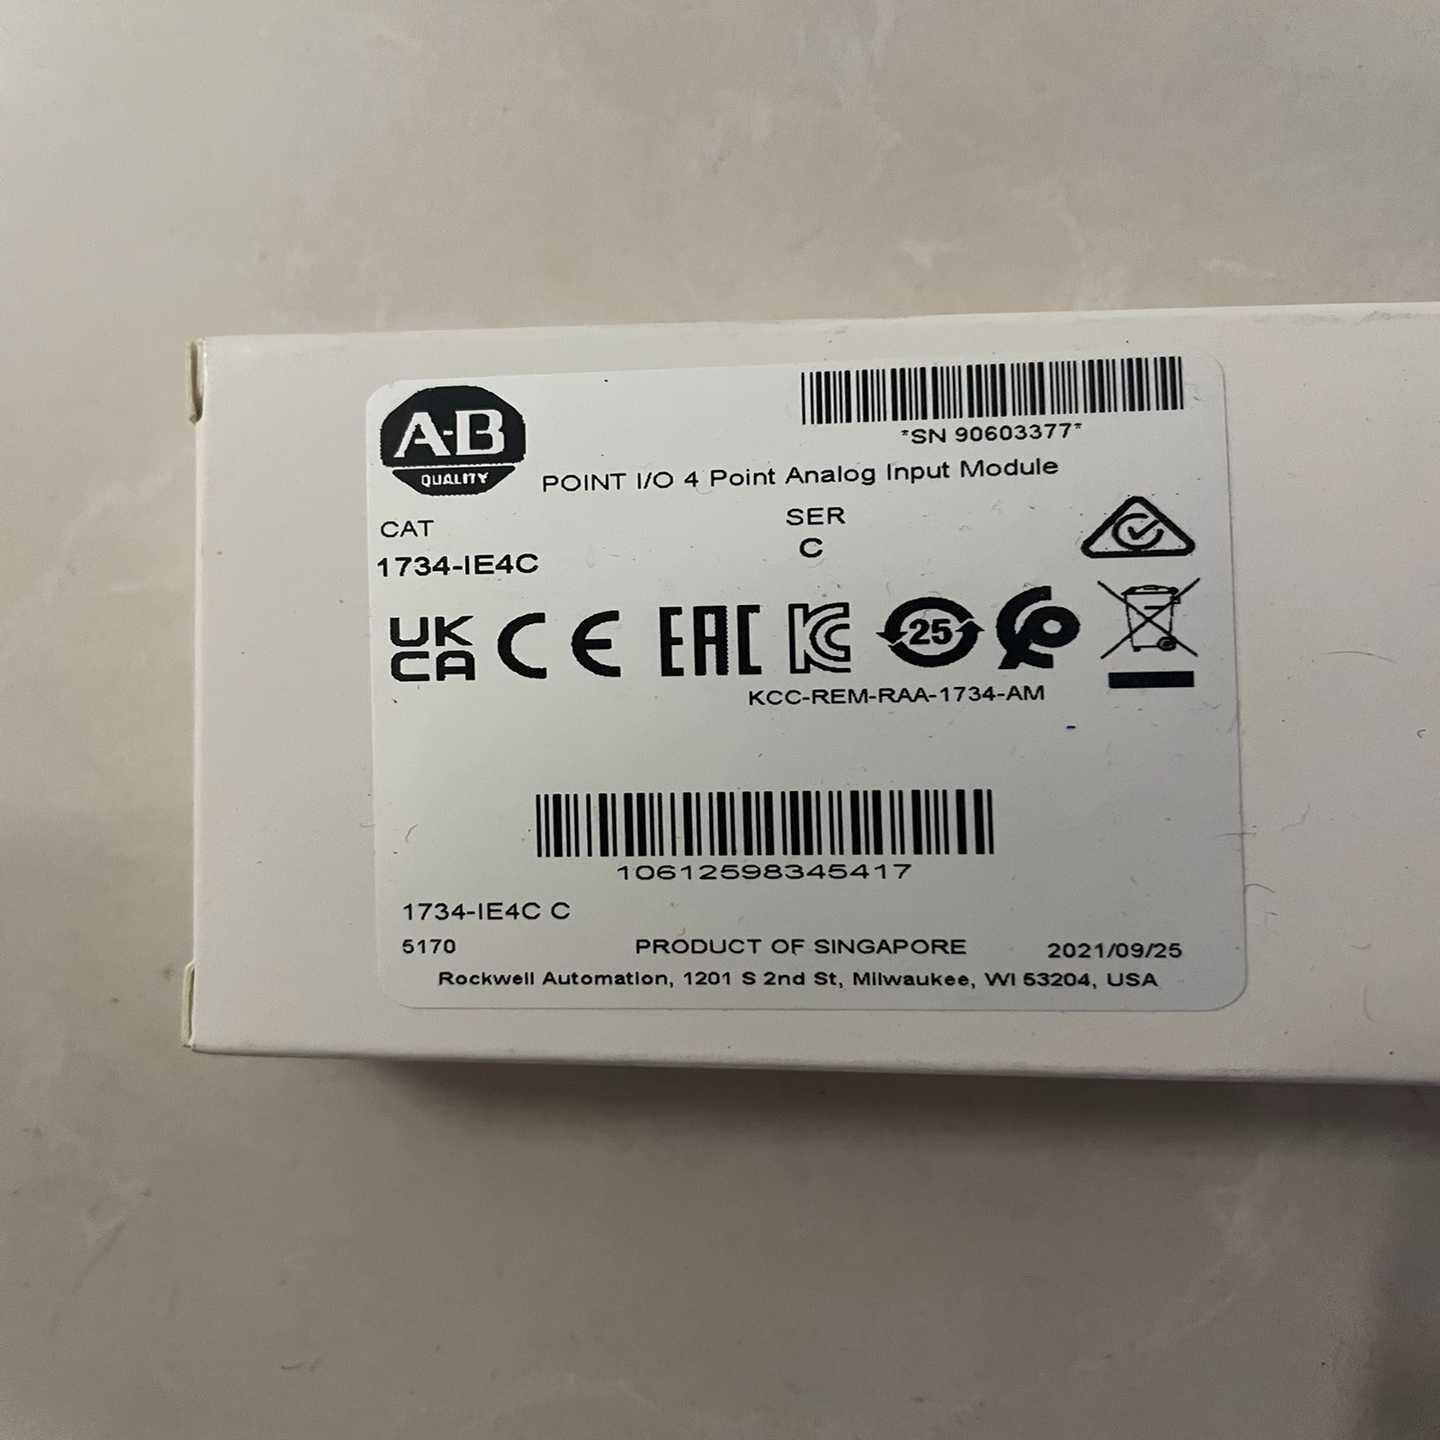 A-B
QUALITY
*SN 90603377*
POINT I/O 4 Point Analog Input Module
CAT
SER
1734-IE4C
C
UK
CA
CE
EAC
KC
25
KCC-REM-RAA-1734-AM
10612598345417
1734-IE4C C
5170
PRODUCT OF SINGAPORE
2021/09/25
Rockwell Automation, 1201 S 2nd St, Milwaukee, WI 53204, USA